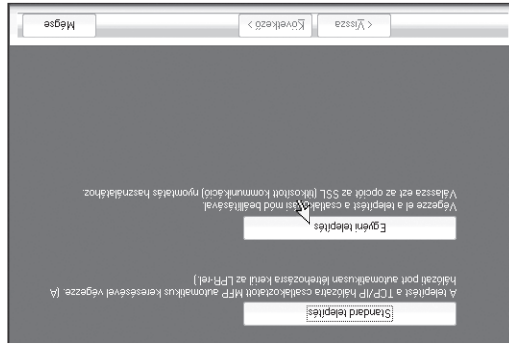 Standard telepítés
A telepítést a TCP/IP hálózatra csatlakoztatott MFP automatikus keresésével végezze. (A
hálózati port automatikusan létrehozásra kerül az LPR-rel.)
Egyéni telepítés
Végezze el a telepítést a csatlakozási mód beállításával.
Válassza ezt az opciót az SSL (titkosított kommunikáció) nyomtatás használatához.
< Vissza
Következő >
Mégse